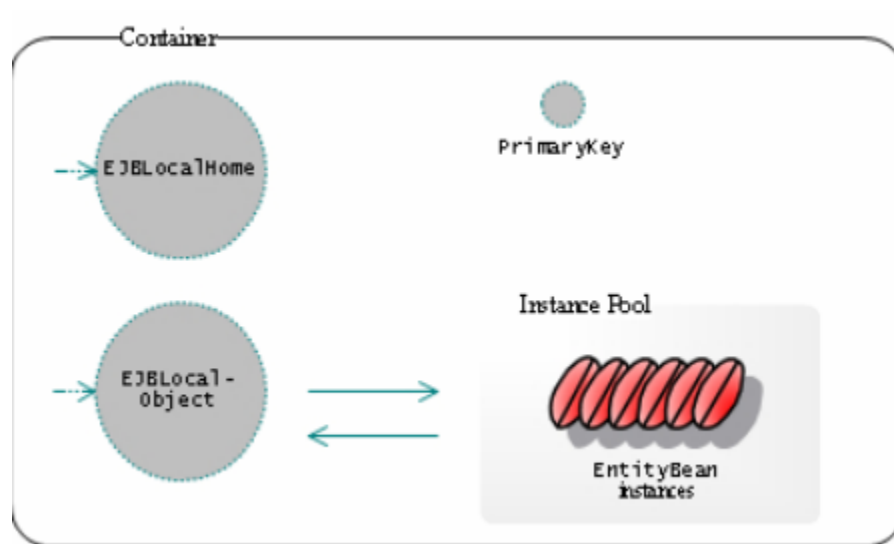 Container
EJBLocalHome
PrimaryKey
Instance Pool
EJBLocal-
Object
EntityBean
instances